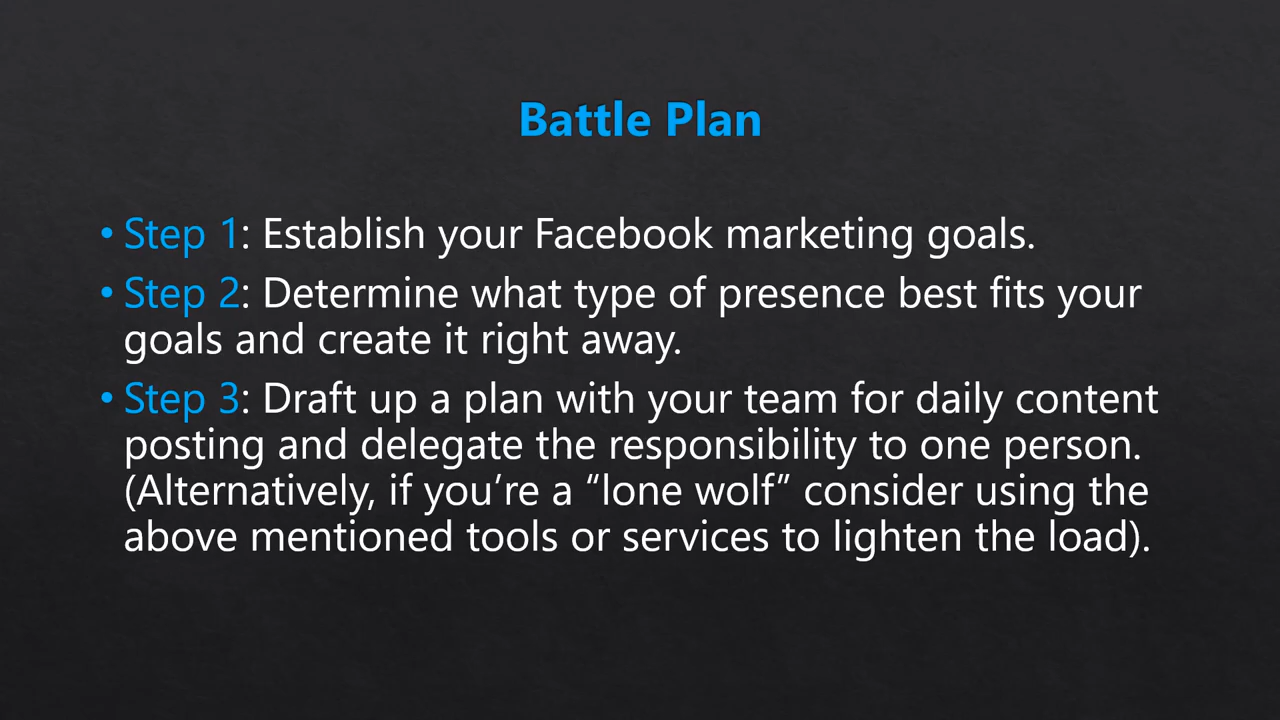 Battle Plan
• Step 1: Establish your Facebook marketing goals.
• Step 2: Determine what type of presence best fits your
goals and create it right away.
• Step 3: Draft up a plan with your team for daily content
posting and delegate the responsibility to one person.
(Alternatively, if you’re a “lone wolf” consider using the
above mentioned tools or services to lighten the load).